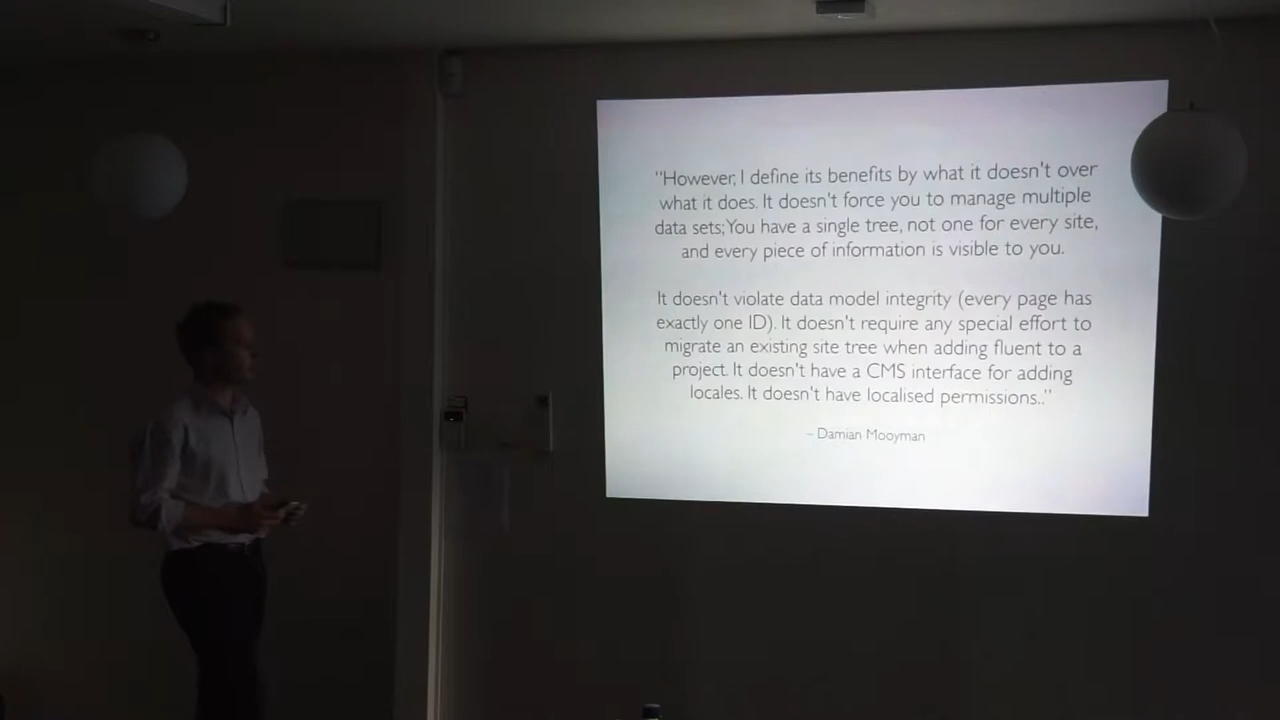 "However, I define its benefits by what it doesn't over
what it does. It doesn't force you to manage multiple
data sets; You have a single tree, not one for every site,
and every piece of information is visible to you.
It doesn't violate data model integrity (every page has
exactly one ID). It doesn't require any special effort to
migrate an existing site tree when adding fluent to a
project. It doesn't have a CMS interface for adding
locales. It doesn't have localised permissions.."
– Damian Mooyman